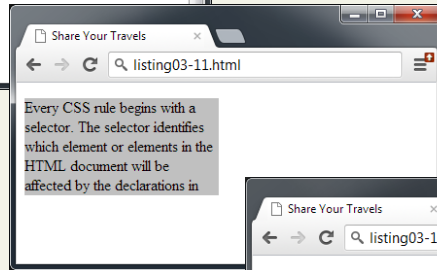 Share Your Travels
listing03-11.html
Every CSS rule begins with a
selector. The selector identifies
which element or elements in the
HTML document will be
affected by the declarations in
Share Your Travels
listing03-1